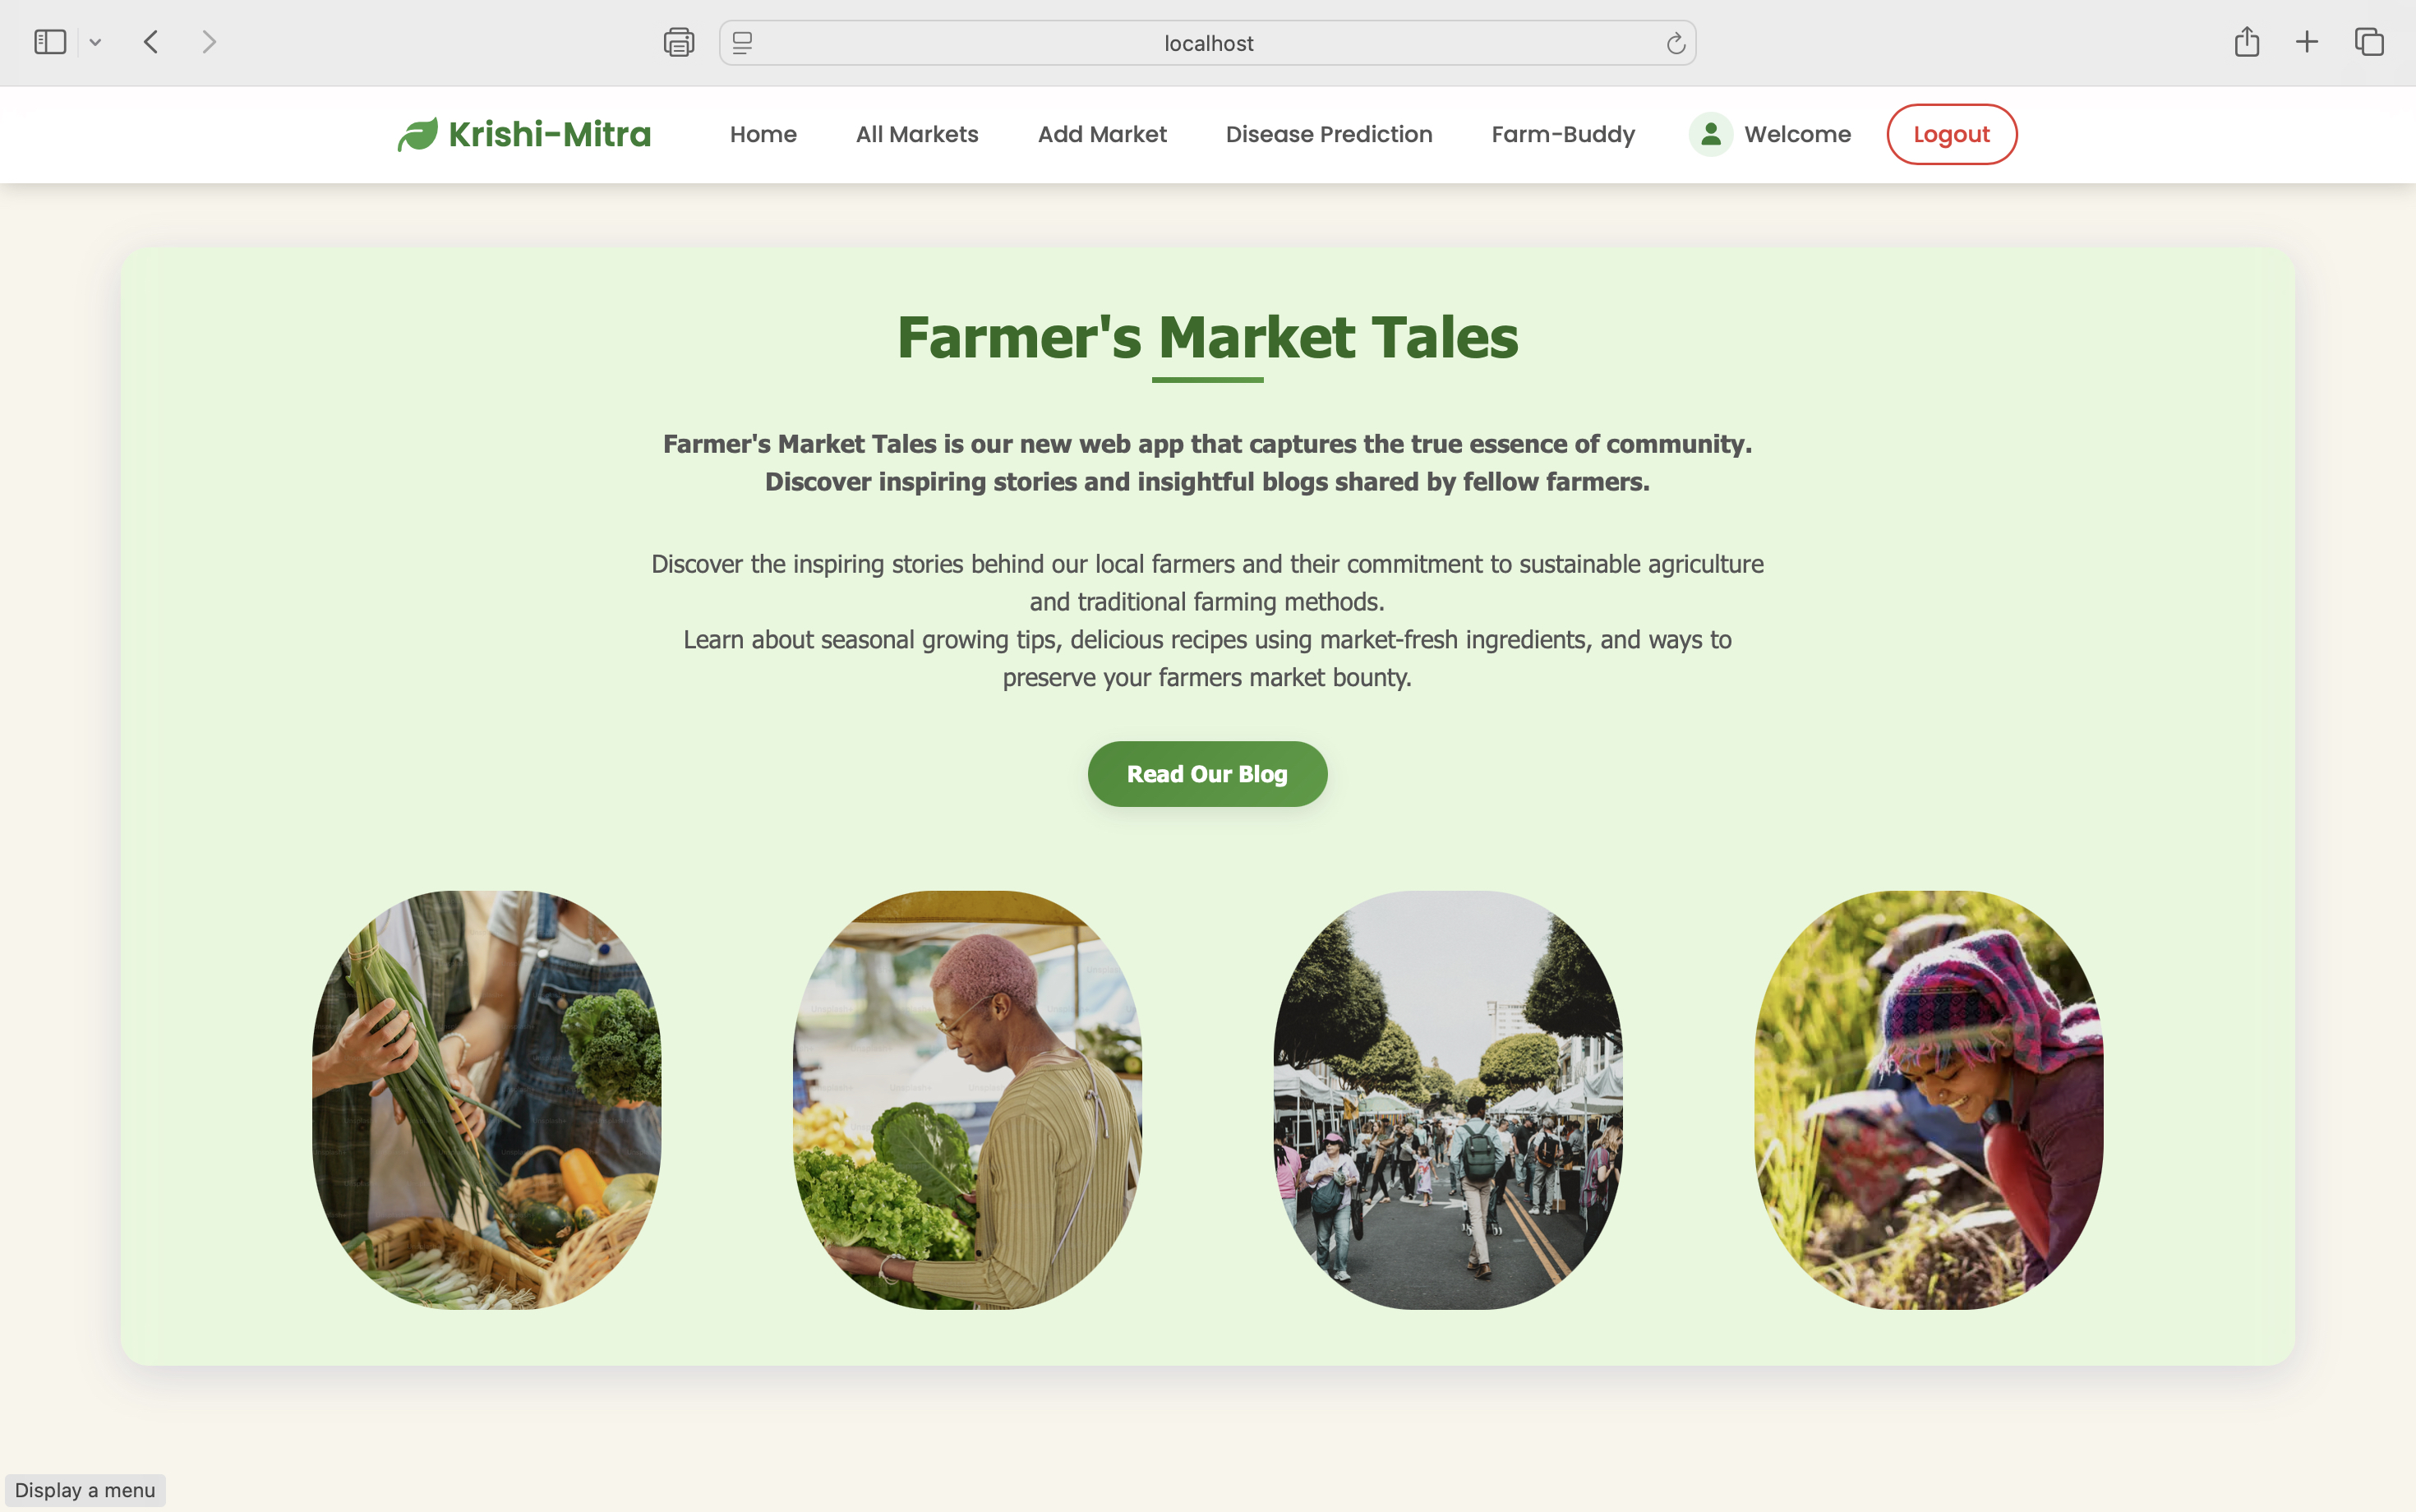 localhost
Krishi-Mitra
Home
All Markets
Add Market
Disease Prediction
Farm-Buddy
Welcome
Logout
Farmer's Market Tales
Farmer's Market Tales is our new web app that captures the true essence of community.
Discover inspiring stories and insightful blogs shared by fellow farmers.
Discover the inspiring stories behind our local farmers and their commitment to sustainable agriculture
and traditional farming methods.
Learn about seasonal growing tips, delicious recipes using market-fresh ingredients, and ways to
preserve your farmers market bounty.
Read Our Blog
Display a menu